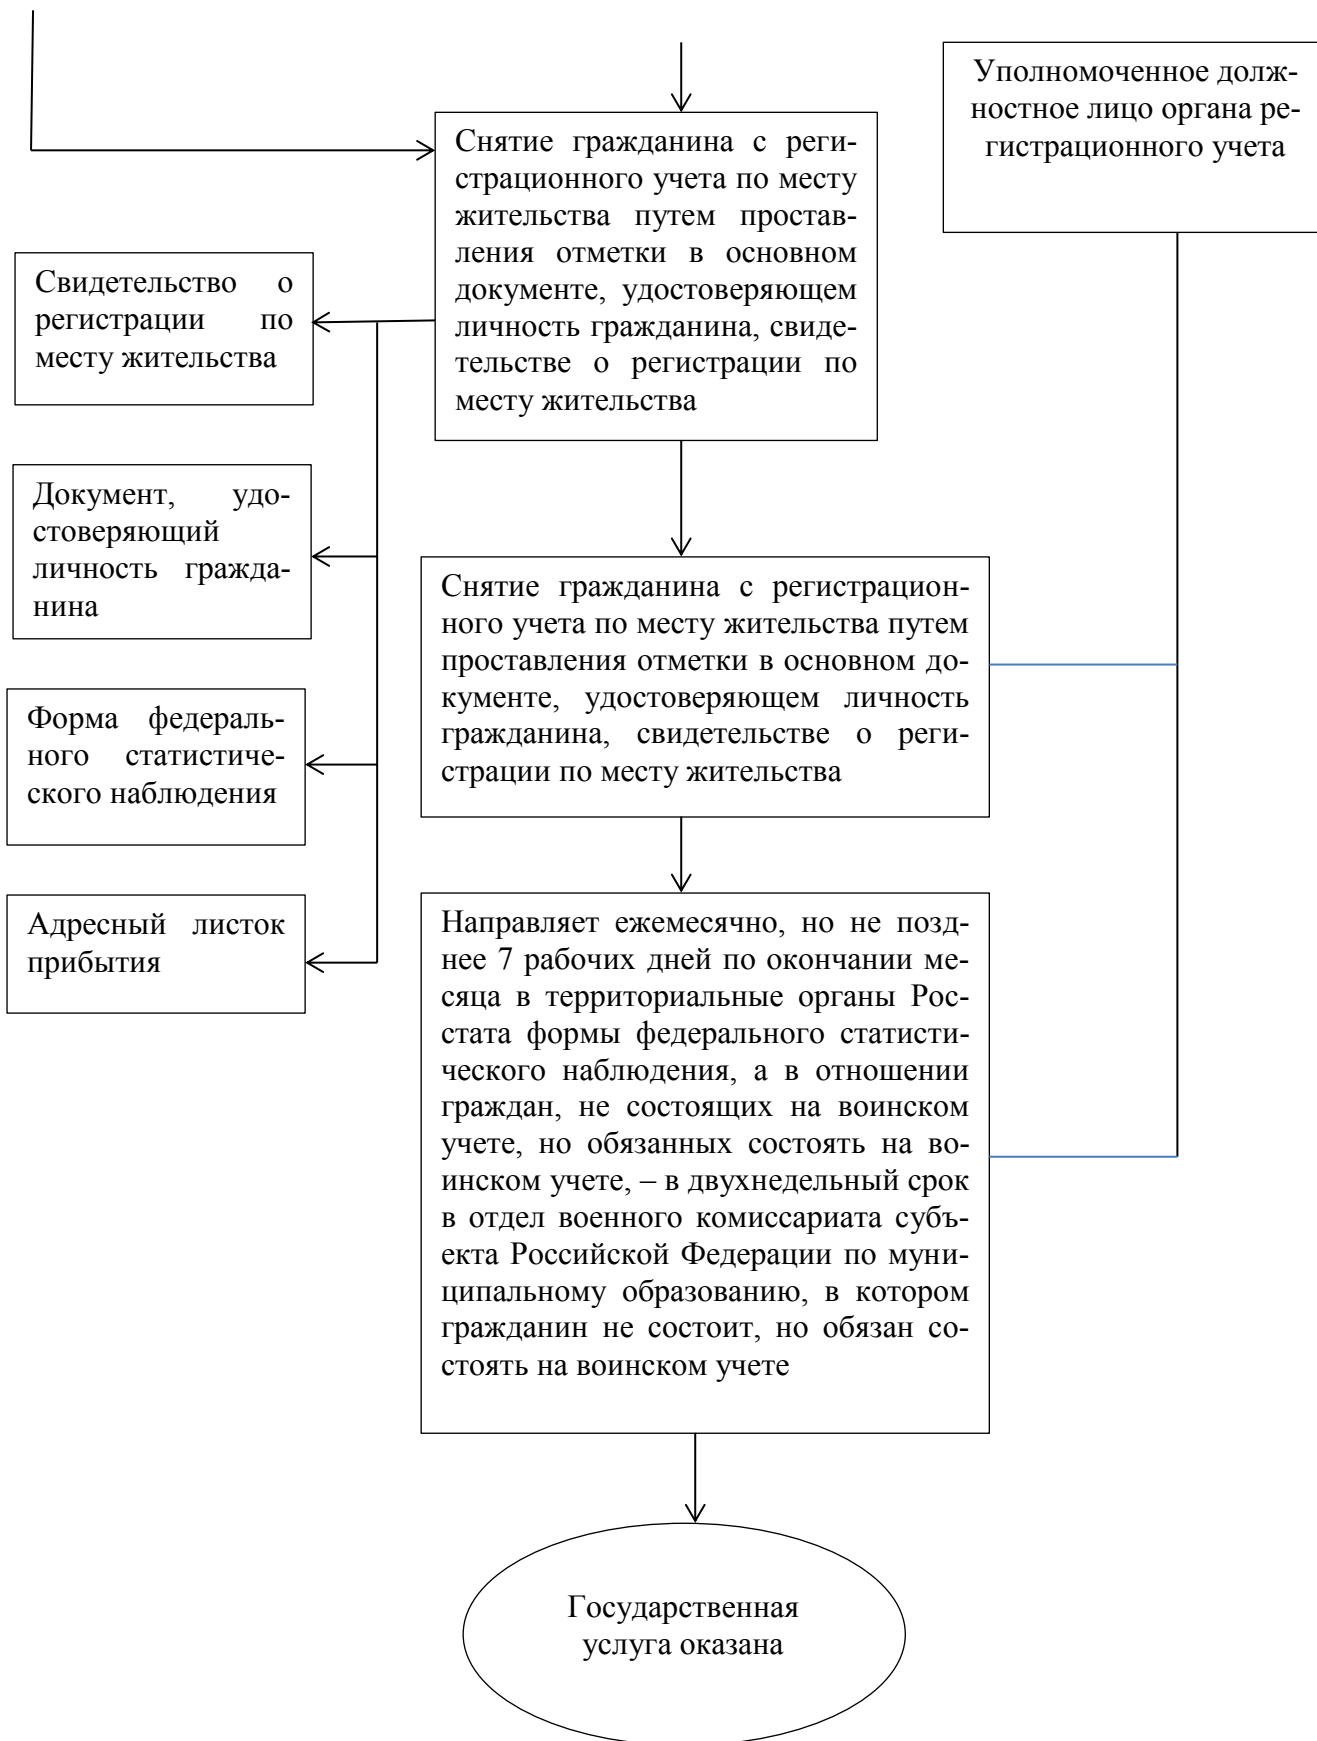 Уполномоченное долж-
ностное лицо органа ре-
гистрационного учета
Снятие гражданина с реги-
страционного учета по месту
жительства путем простав-
ления отметки в основном
документе, удостоверяющем
личность гражданина, свиде-
тельстве о регистрации по
месту жительства
Свидетельство о
регистрации по
месту жительства
Документ, удо-
стоверяющий
личность гражда-
нина
Форма федераль-
ного статистиче-
ского наблюдения
Адресный листок
прибытия
Снятие гражданина с регистрацион-
ного учета по месту жительства путем
проставления отметки в основном до-
кументе, удостоверяющем личность
гражданина, свидетельстве о реги-
страции по месту жительства
Направляет ежемесячно, но не позд-
нее 7 рабочих дней по окончании ме-
сяца в территориальные органы Рос-
стата формы федерального статисти-
ческого наблюдения, а в отношении
граждан, не состоящих на воинском
учете, но обязанных состоять на во-
инском учете, – в двухнедельный срок
в отдел военного комиссариата субъ-
екта Российской Федерации по муни-
ципальному образованию, в котором
гражданин не состоит, но обязан со-
стоять на воинском учете
Государственная
услуга оказана